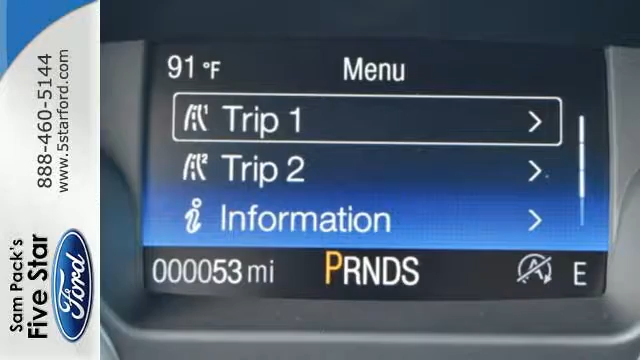 888-460-5144
www.5starford.com
Sam Pack's
Five Star
Ford
91 °F
Menu
Trip 1
Trip 2
Information
000053 mi
PRNDS
A
E